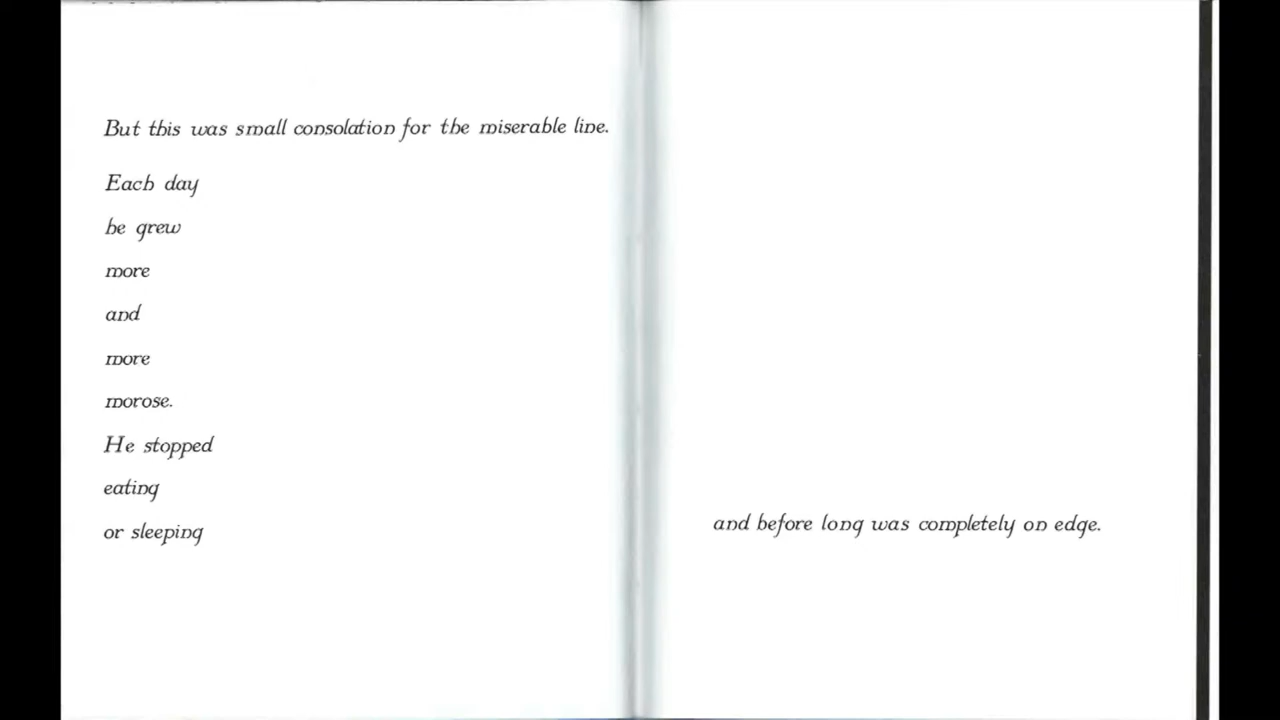 But this was small consolation for the miserable line.
Each day
he grew
more
and
more
morose.
He stopped
eating
or sleeping
and before long was completely on edge.